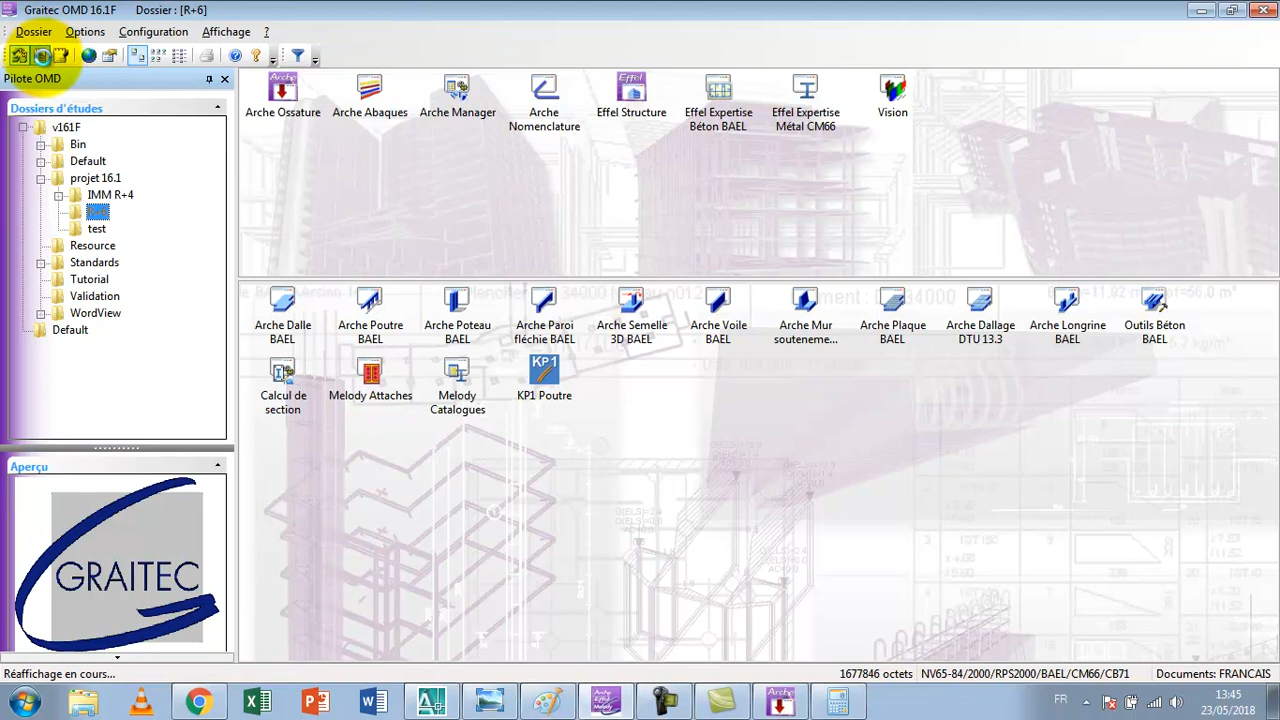 Graitec OMD 16.1F Dossier : [R+6]
Dossier Options Configuration Affichage ?
Pilote OMD
Dossiers d'études
v161F
Bin
Default
projet 16.1
IMM R+4
test
Resource
Standards
Tutorial
Validation
WordView
Default
Aperçu
GRAITEC
Arche Ossature
Arche Abaques
Arche Manager
Arche Nomenclature
Effel Structure
Effel Expertise Béton BAEL
Effel Expertise Métal CM66
Vision
Arche Dalle BAEL
Arche Poutre BAEL
Arche Poteau BAEL
Arche Paroi fléchie BAEL
Arche Semelle 3D BAEL
Arche Voile BAEL
Arche Mur souteneme...
Arche Plaque BAEL
Arche Dallage DTU 13.3
Arche Longrine BAEL
Outils Béton BAEL
Calcul de section
Melody Attaches
Melody Catalogues
KP1
KP1 Poutre
Réaffichage en cours... 1677846 octets NV65-84/2000/RPS2000/BAEL/CM66/CB71 Documents: FRANCAIS
FR 13:45
23/05/2018